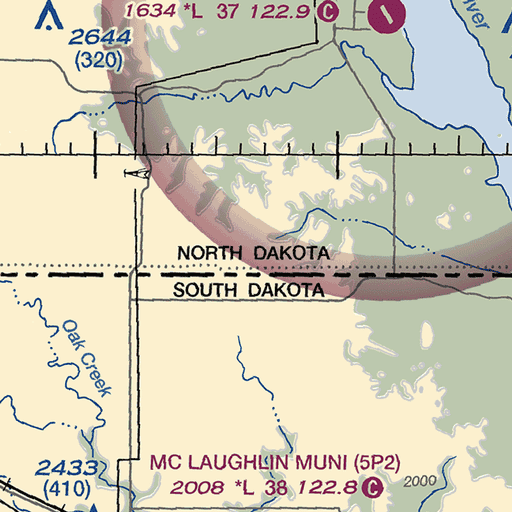 1634 *L 37 122.9 C
2644
(320)
NORTH DAKOTA
SOUTH DAKOTA
Oak Creek
2433
(410)
MC LAUGHLIN MUNI (5P2)
2008 *L 38 122.8 C
2000